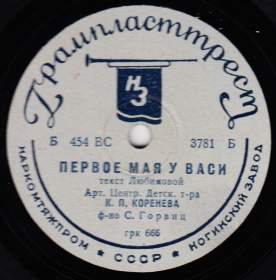 Грампласттрест
НЗ
Б 454 ВС 3781 Б
ПЕРВОЕ МАЯ У ВАСИ
текст Любимовой
Арт. Центр. Детск. т-ра
К. П. КОРЕНЕВА
ф-но С. Горвиц
грк 666
НАРКОМТЯЖПРОМ * СССР * НОГИНСКИЙ ЗАВОД